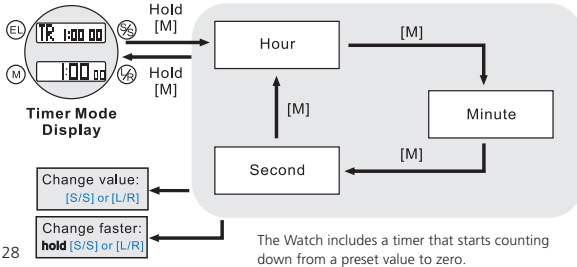 Hold
[M]
EL
S/S
TR 1:00 00
M
L/R
1:00 00
Hold
[M]
Timer Mode
Display
Hour
[M]
Minute
[M]
[M]
Second
Change value:
[S/S] or [L/R]
Change faster:
hold [S/S] or [L/R]
28
The Watch includes a timer that starts counting
down from a preset value to zero.